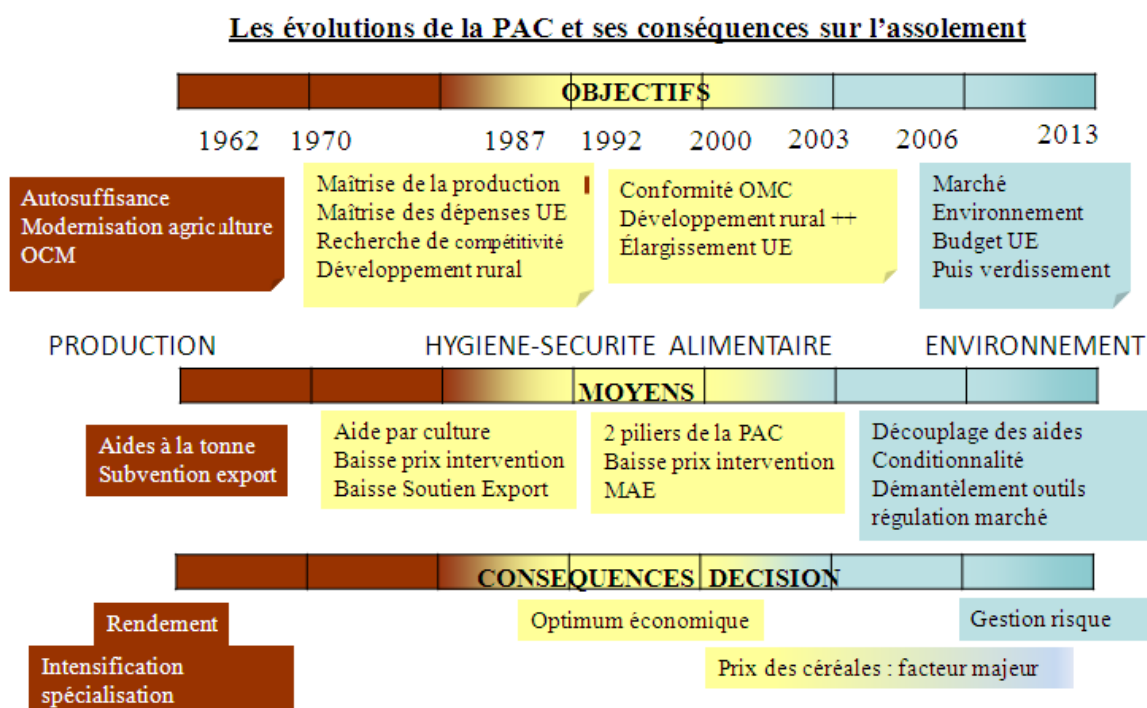 Les évolutions de la PAC et ses conséquences sur l'assolement
OBJECTIFS
1962 1970 1987 1992 2000 2003 2006 2013
Autosuffisance
Modernisation agriculture
OCM
Maîtrise de la production
Maîtrise des dépenses UE
Recherche de compétitivité
Développement rural
Conformité OMC
Développement rural ++
Élargissement UE
Marché
Environnement
Budget UE
Puis verdissement
PRODUCTION HYGIENE-SECURITE ALIMENTAIRE ENVIRONNEMENT
MOYENS
Aides à la tonne
Subvention export
Aide par culture
Baisse prix intervention
Baisse Soutien Export
2 piliers de la PAC
Baisse prix intervention
MAE
Découplage des aides
Conditionnalité
Démantèlement outils
régulation marché
CONSEQUENCES DECISION
Rendement
Intensification
spécialisation
Optimum économique
Prix des céréales : facteur majeur
Gestion risque